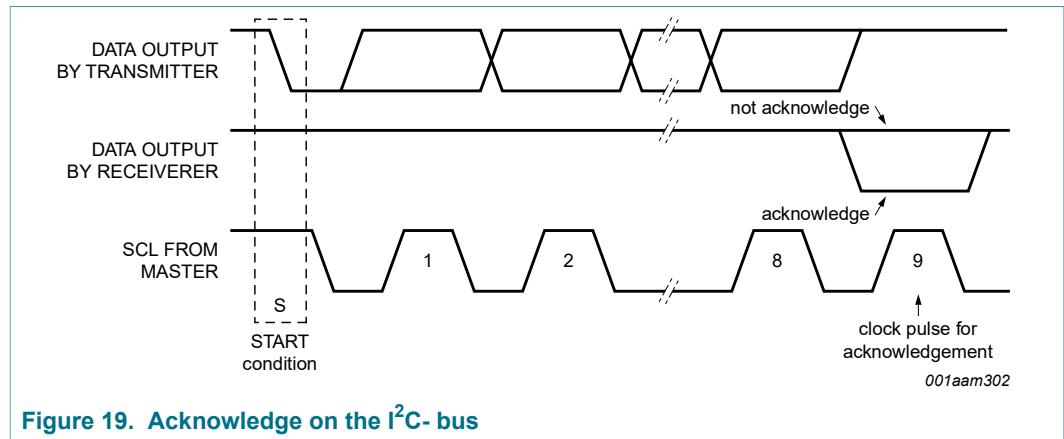 DATA OUTPUT
BY TRANSMITTER
not acknowledge
DATA OUTPUT
BY RECEIVERER
acknowledge
SCL FROM
MASTER
1
2
8
9
S
START
condition
clock pulse for
acknowledgement
001aam302
Figure 19. Acknowledge on the I²C- bus